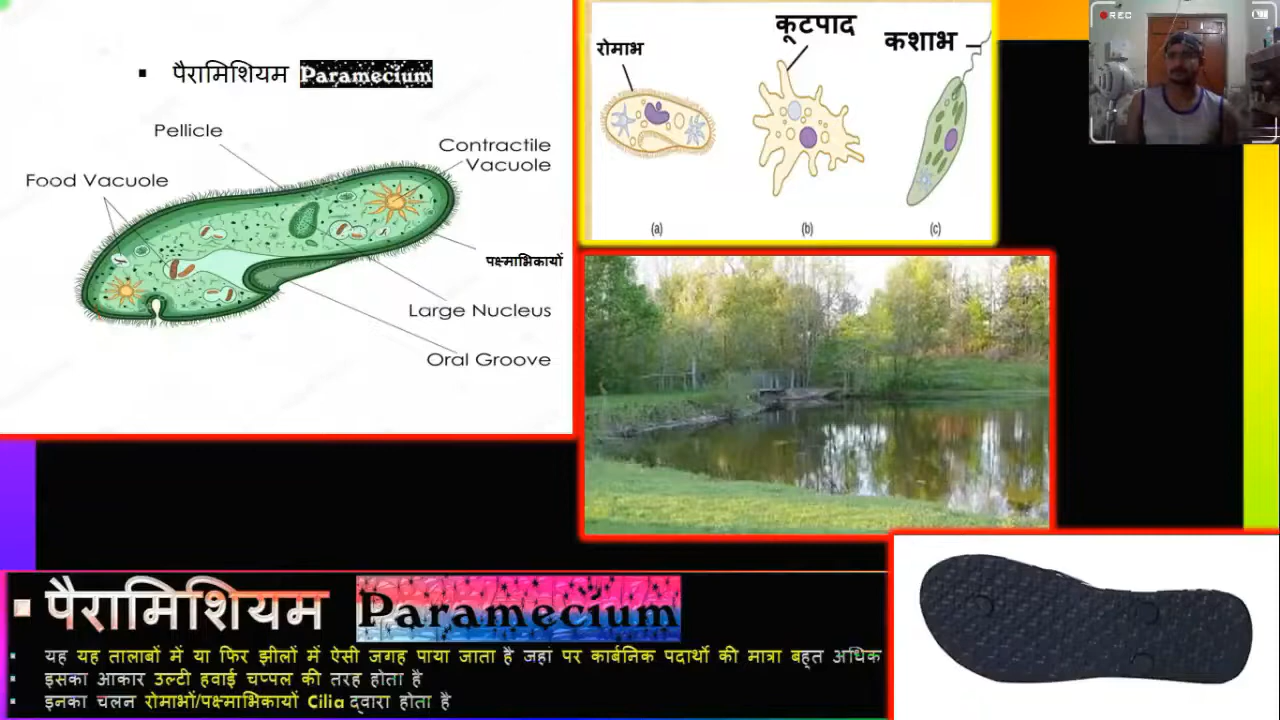 ▪ पैरामिशियम Paramecium
Pellicle
Contractile
Vacuole
Food Vacuole
पक्ष्माभिकायों
Large Nucleus
Oral Groove
रोमाभ
कूटपाद
कशाभ
(a)
(b)
(c)
REC
▪ पैरामिशियम Paramecium
▪ यह यह तालाबों में या फिर झीलों में ऐसी जगह पाया जाता है जहां पर कार्बनिक पदार्थो की मात्रा बहुत अधिक
▪ इसका आकार उल्टी हवाई चप्पल की तरह होता है
▪ इनका चलन रोमाभों/पक्ष्माभिकायों Cilia द्वारा होता है